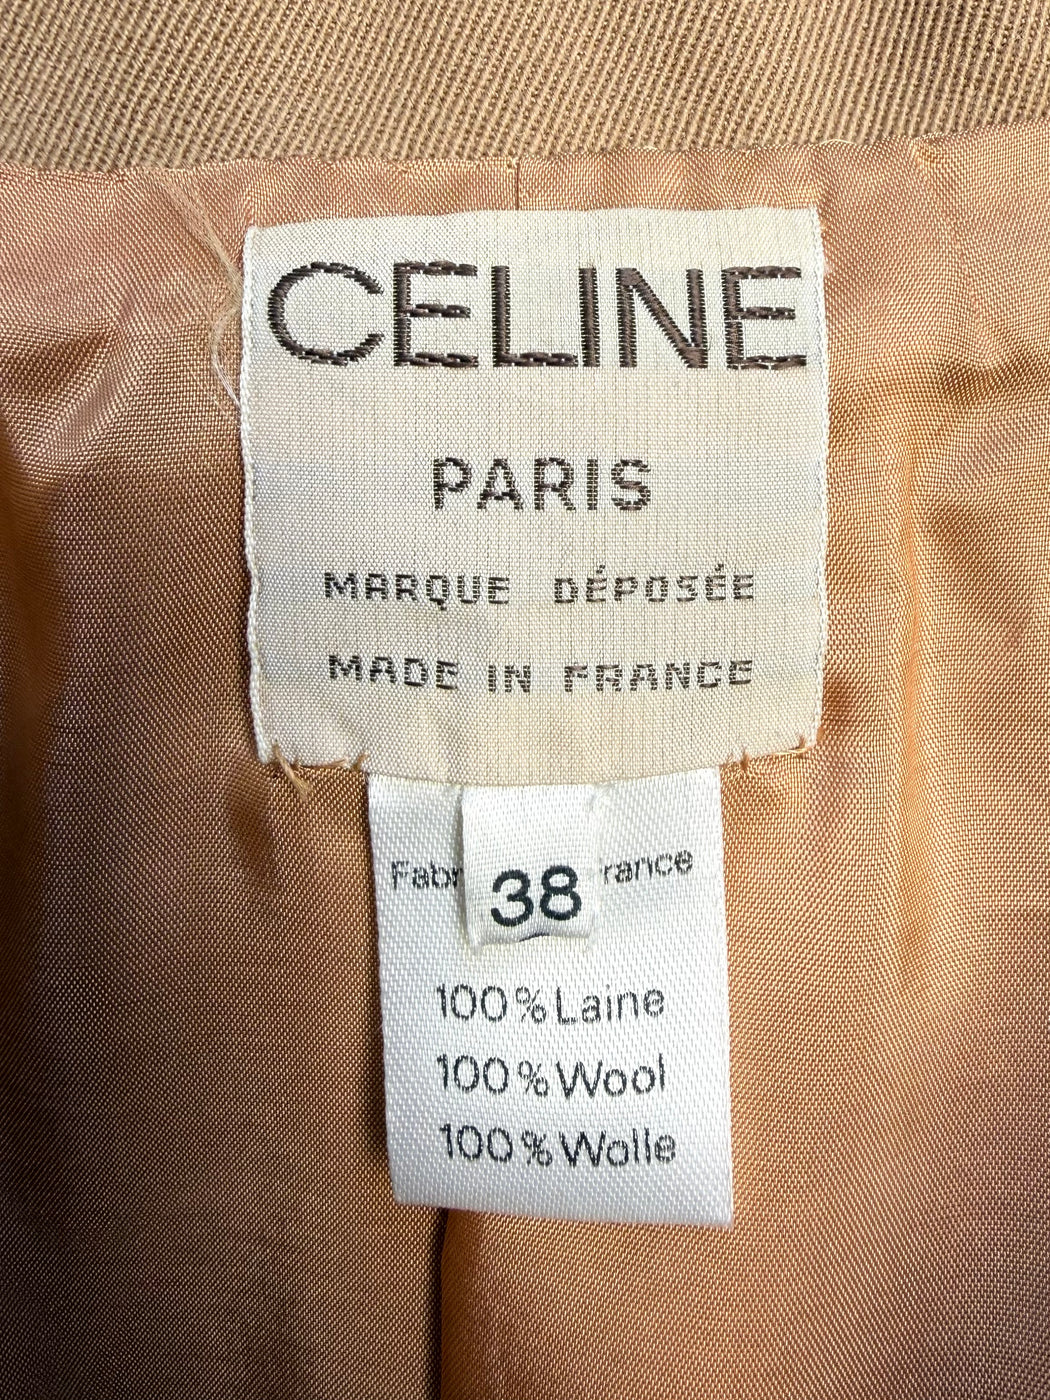 CELINE
PARIS
MARQUE DÉPOSÉE
MADE IN FRANCE
38
100% Laine
100% Wool
100% Wolle